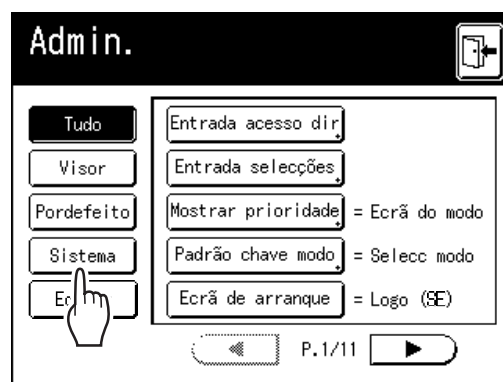 Admin.
Tudo
Visor
Pordefeito
Sistema
Entrada acesso dir
Entrada selecções
Mostrar prioridade = Ecrã do modo
Padrão chave modo = Selecc modo
Ecrã de arranque = Logo (SE)
P.1/11